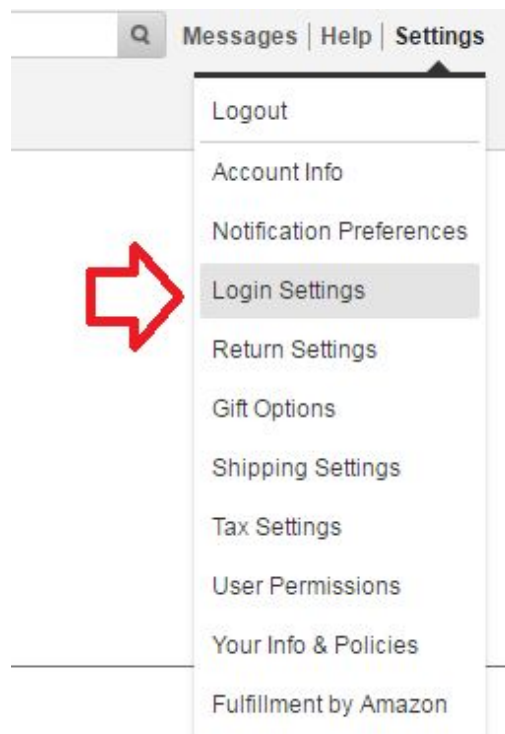 Messages | Help | Settings
Logout
Account Info
Notification Preferences
Login Settings
Return Settings
Gift Options
Shipping Settings
Tax Settings
User Permissions
Your Info & Policies
Fulfillment by Amazon